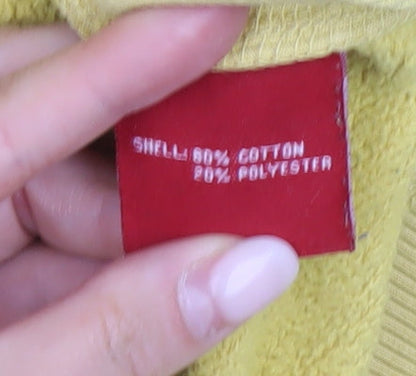 SHELL: 80% COTTON
20% POLYESTER